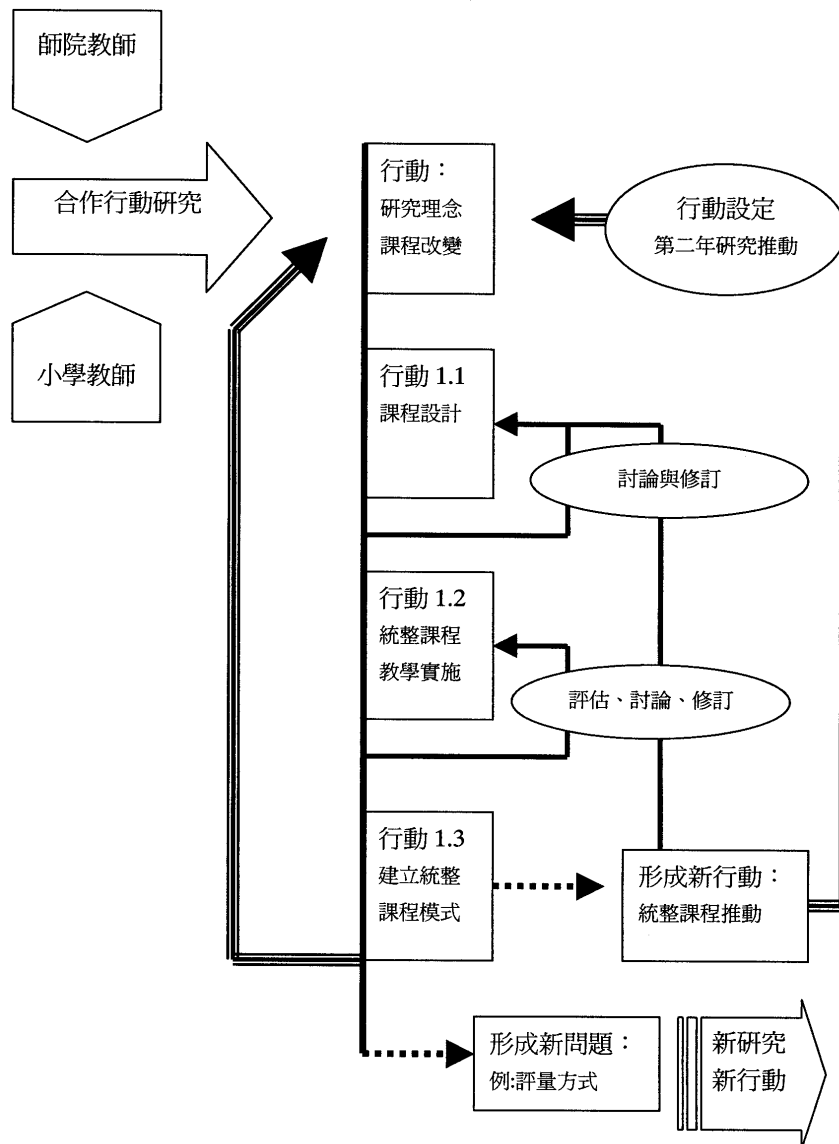 師院教師
合作行動研究
小學教師
行動：
研究理念
課程改變
行動設定
第二年研究推動
行動 1.1
課程設計
討論與修訂
行動 1.2
統整課程
教學實施
評估、討論、修訂
行動 1.3
建立統整
課程模式
形成新行動：
統整課程推動
形成新問題：
例:評量方式
新研究
新行動